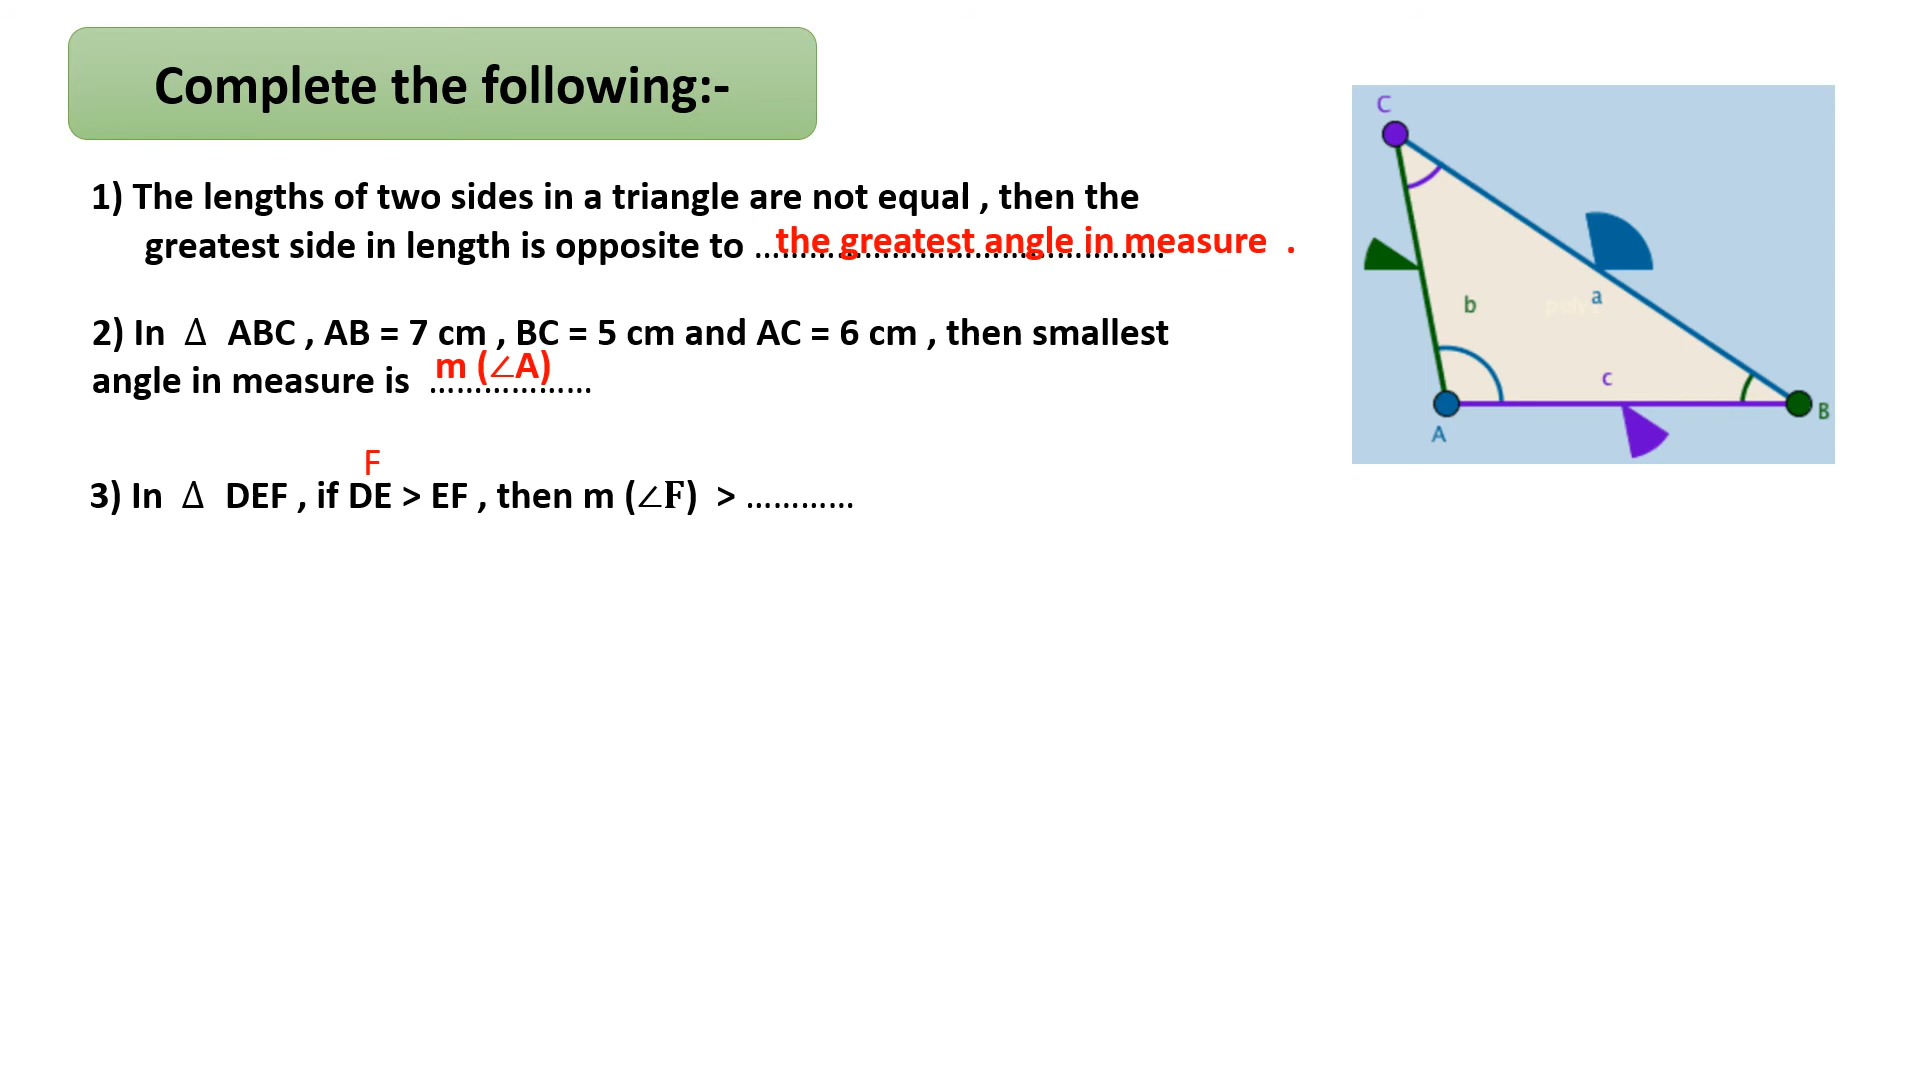 Complete the following:-
1) The lengths of two sides in a triangle are not equal , then the
greatest side in length is opposite to ............................................. the greatest angle in measure .
2) In Δ ABC , AB = 7 cm , BC = 5 cm and AC = 6 cm , then smallest
angle in measure is .................. m (∠A)
F
3) In Δ DEF , if DE > EF , then m (∠F) > ............
C
b
a
c
A
B